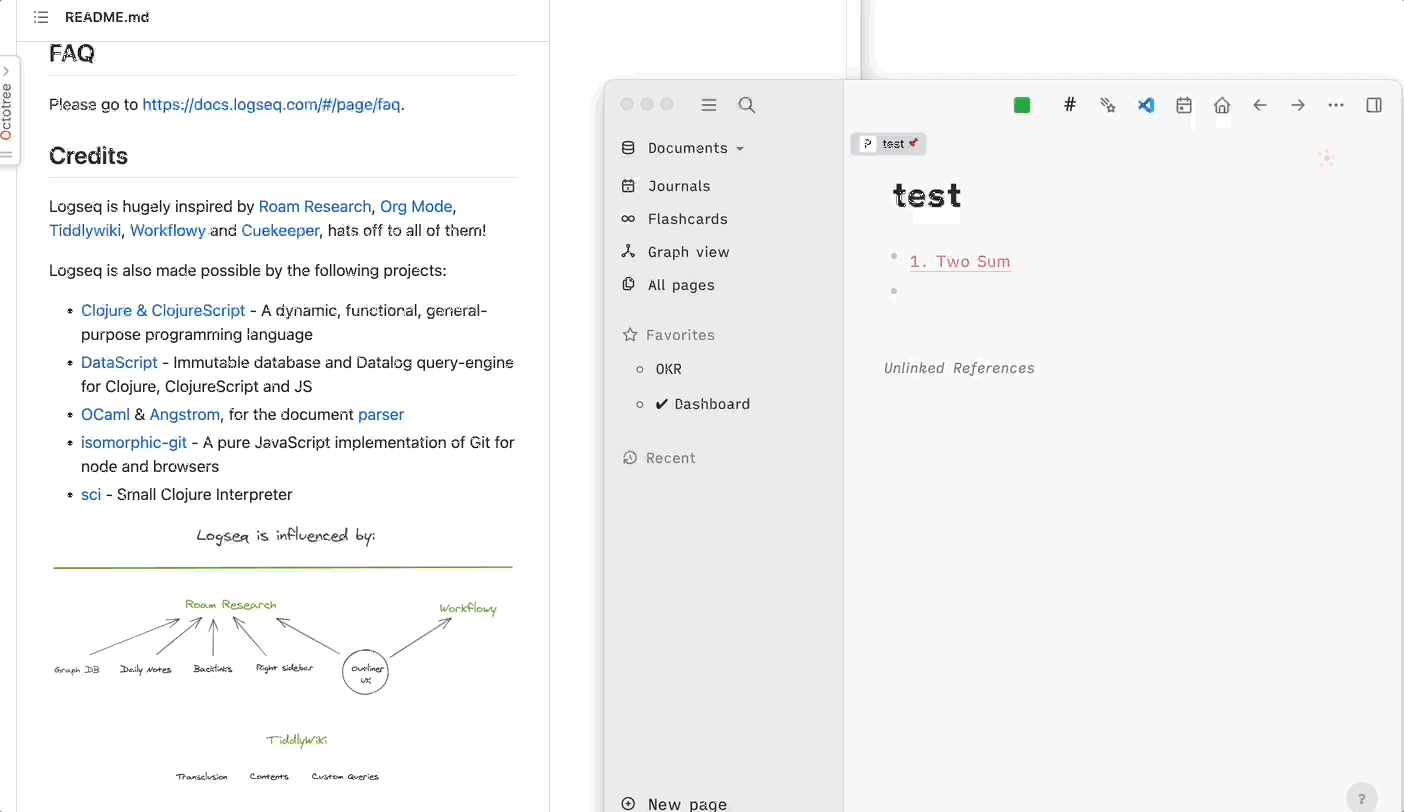 README.md
FAQ
Octotree
Please go to https://docs.logseq.com/#/page/faq.
Credits
Logseq is hugely inspired by Roam Research, Org Mode,
Tiddlywiki, Workflowy and Cuekeeper, hats off to all of them!
Logseq is also made possible by the following projects:
• Clojure & ClojureScript - A dynamic, functional, general-
purpose programming language
• DataScript - Immutable database and Datalog query-engine
for Clojure, ClojureScript and JS
• OCaml & Angstrom, for the document parser
• isomorphic-git - A pure JavaScript implementation of Git for
node and browsers
• sci - Small Clojure Interpreter
Logseq is influenced by:
Roam Research
Workflowy
Graph DB
Daily Notes
Backlinks
Right sidebar
Outliner
UX
TiddlyWiki
Transclusion
Contents
Custom Queries
Documents
Journals
Flashcards
Graph view
All pages
Favorites
OKR
✔ Dashboard
Recent
New page
#
P test
test
1. Two Sum
Unlinked References
?